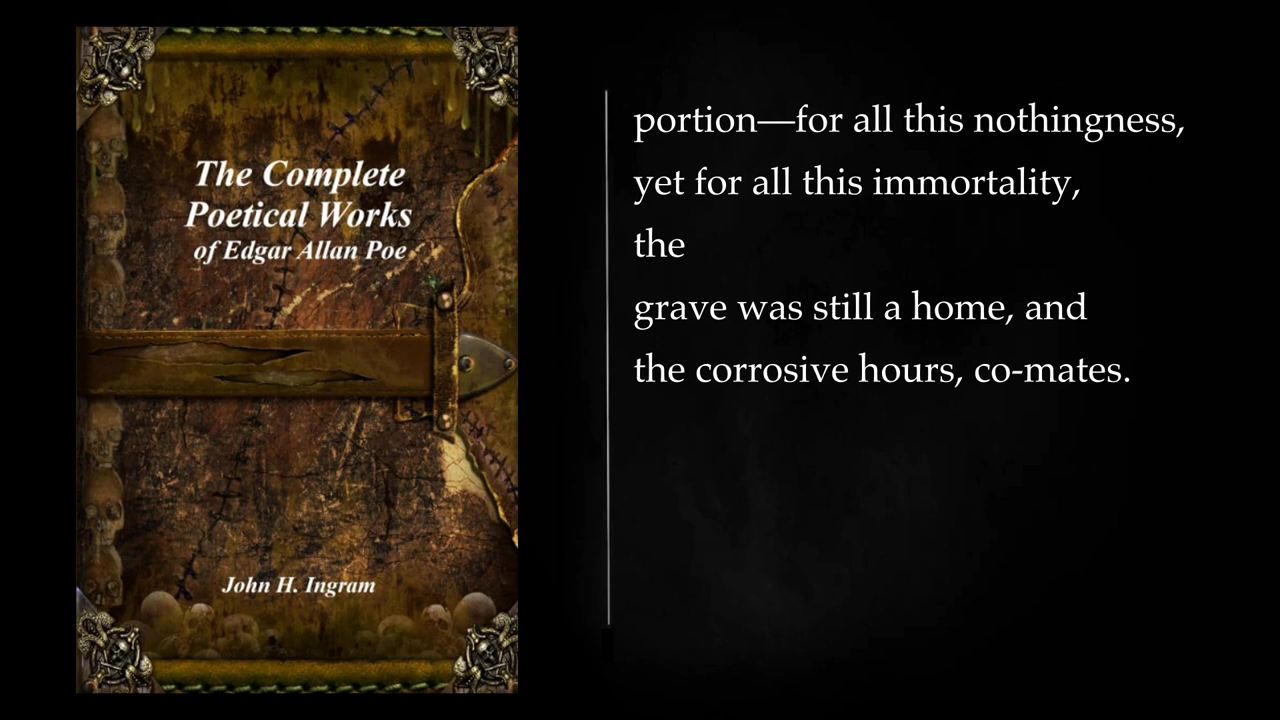 The Complete
Poetical Works
of Edgar Allan Poe
John H. Ingram
portion—for all this nothingness,
yet for all this immortality,
the
grave was still a home, and
the corrosive hours, co-mates.